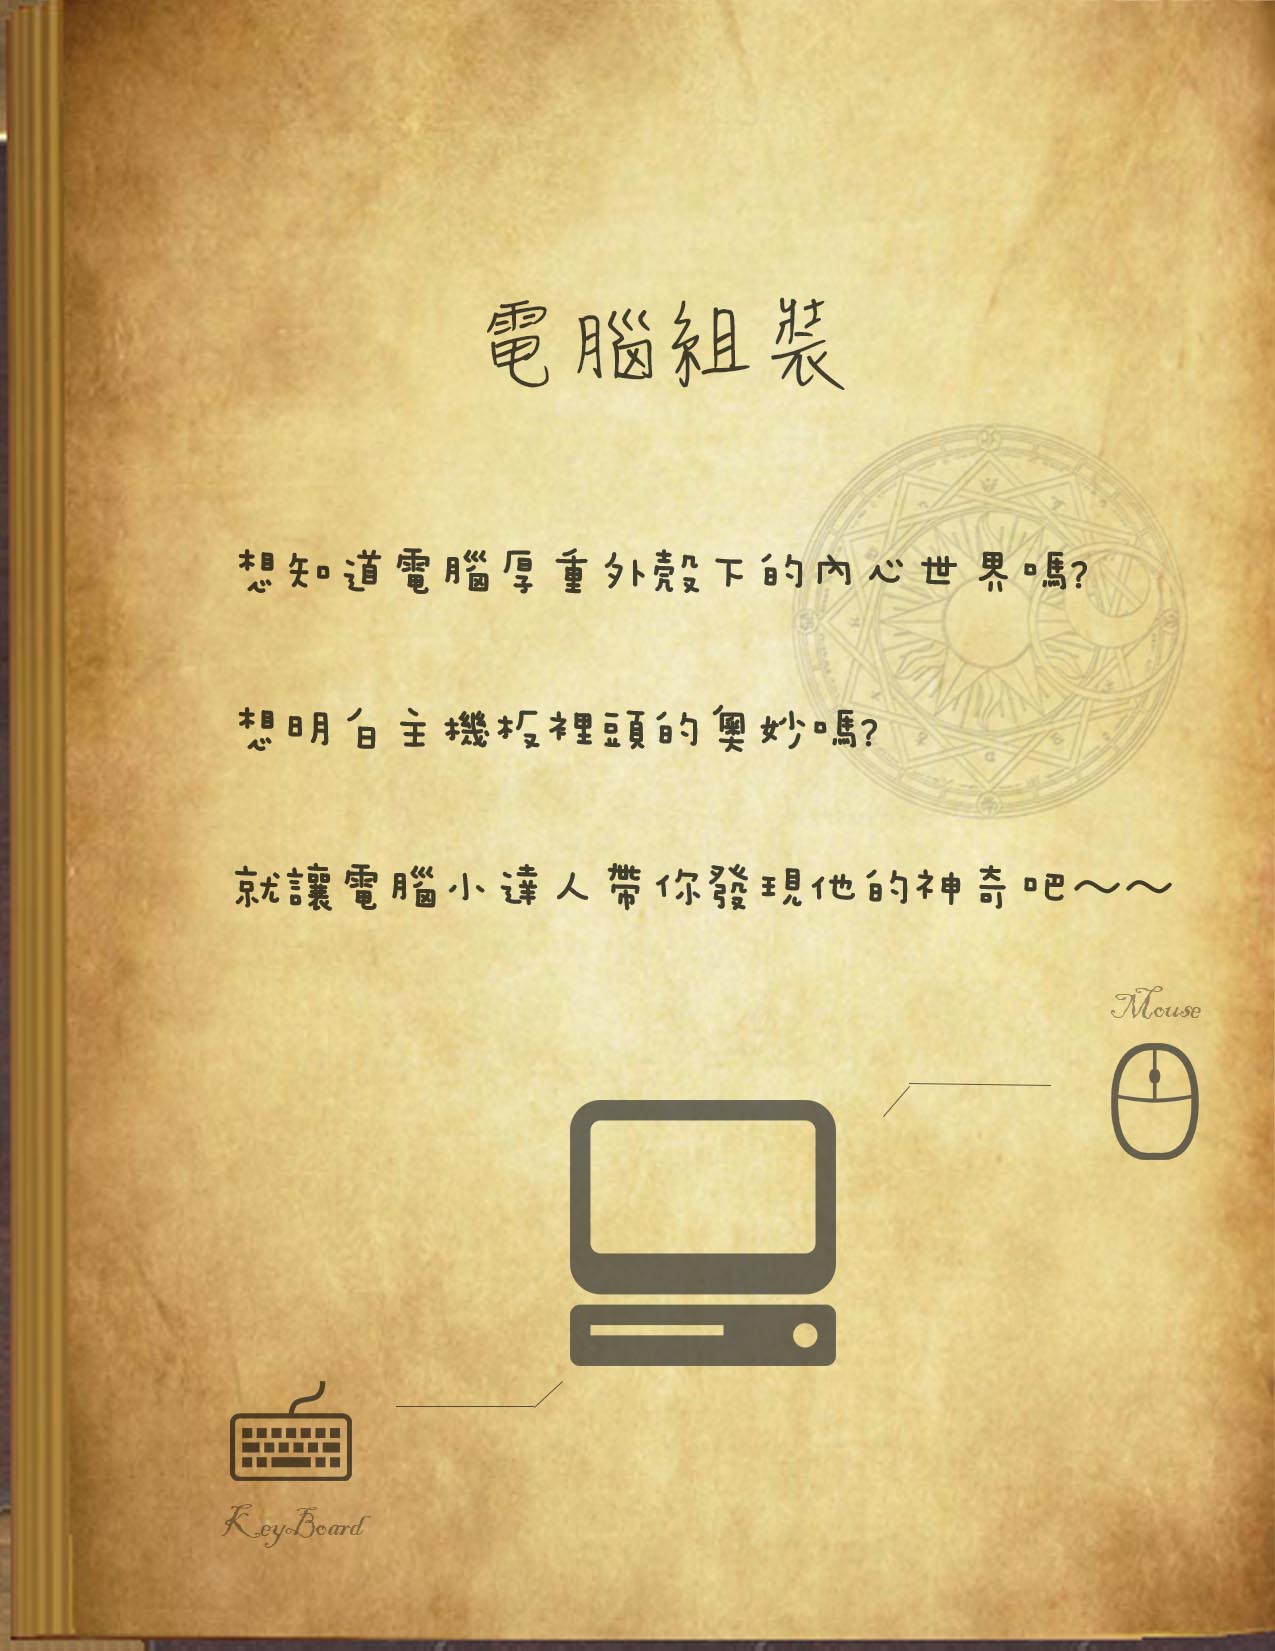 電腦組裝
想知道電腦厚重外殼下的內心世界嗎?
想明白主機板裡頭的奧妙嗎?
就讓電腦小達人帶你發現他的神奇吧～～
Mouse
KeyBoard